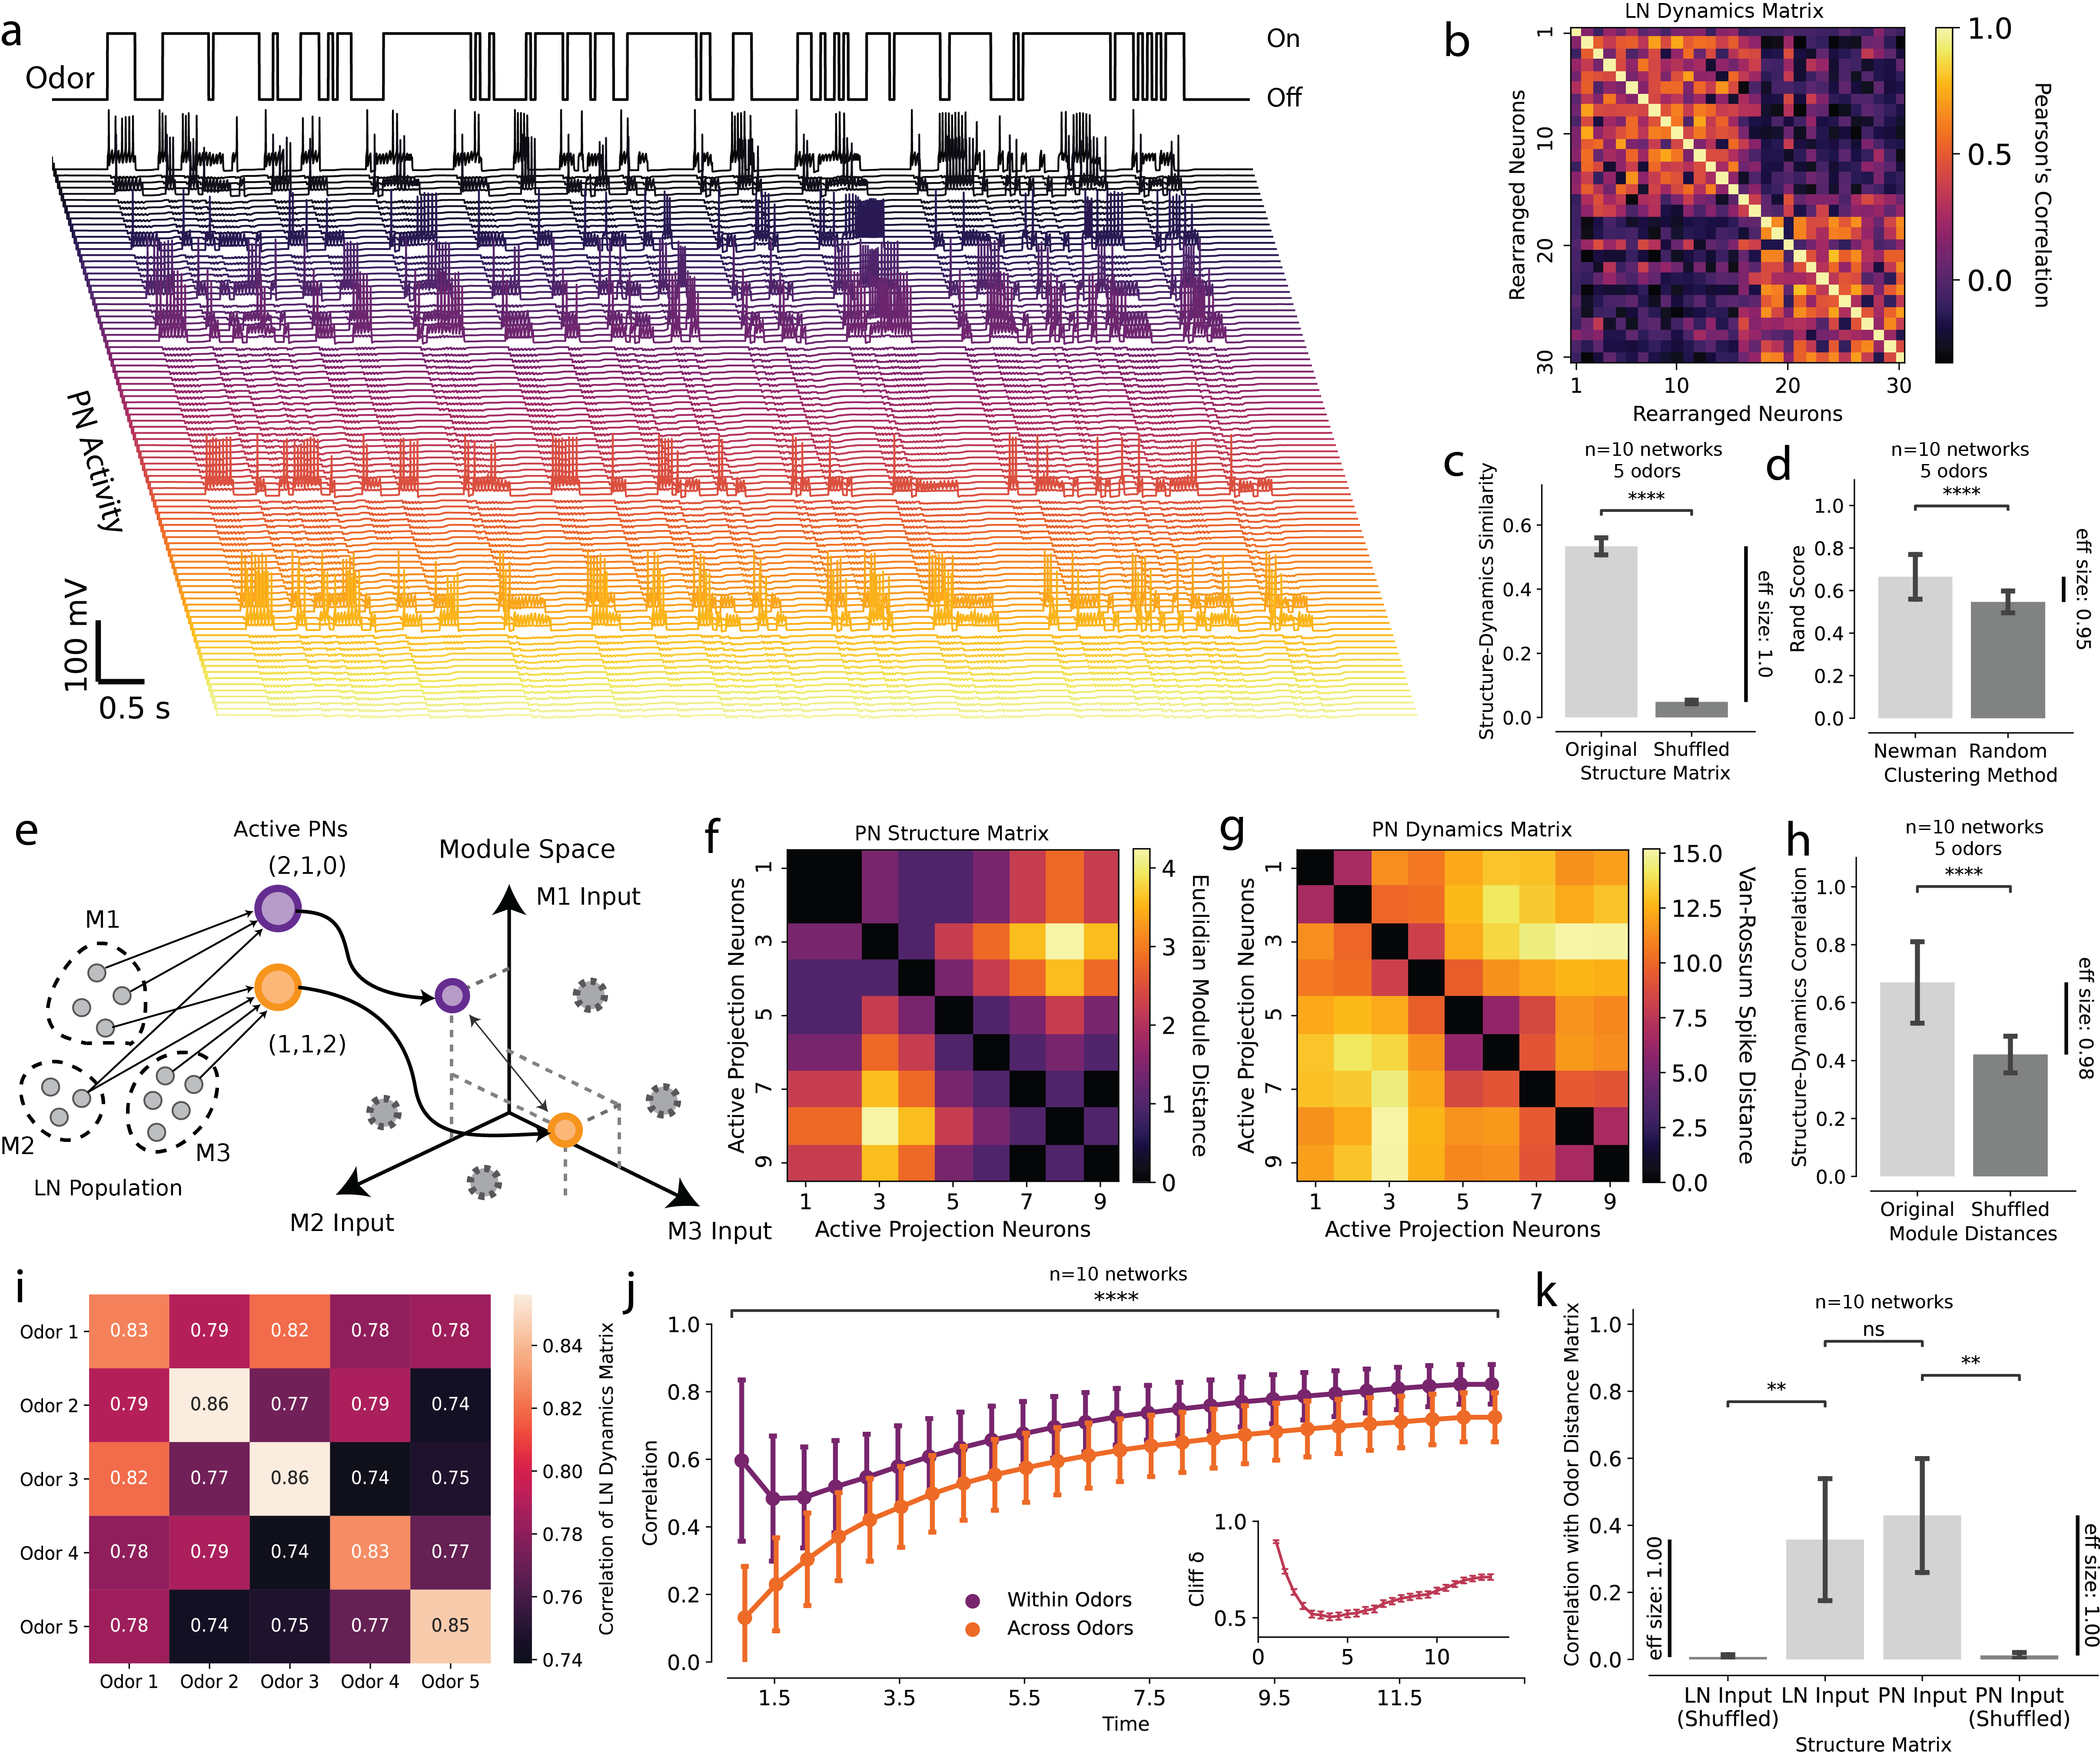 a
Odor
On
Off
PN Activity
100 mV
0.5 s
b
LN Dynamics Matrix
Rearranged Neurons
1
10
20
30
1
10
20
30
Rearranged Neurons
1.0
0.5
0.0
Pearson's Correlation
c
n=10 networks
5 odors
****
Structure-Dynamics Similarity
0.6
0.4
0.2
0.0
eff size: 1.0
Original
Shuffled
Structure Matrix
d
n=10 networks
5 odors
****
Rand Score
1.0
0.8
0.6
0.4
0.2
0.0
eff size: 0.95
Newman
Random
Clustering Method
e
Active PNs
(2,1,0)
(1,1,2)
M1
M2
M3
LN Population
Module Space
M1 Input
M2 Input
M3 Input
f
PN Structure Matrix
Active Projection Neurons
1
3
5
7
9
1
3
5
7
9
Active Projection Neurons
4
3
2
1
0
Euclidian Module Distance
g
PN Dynamics Matrix
Active Projection Neurons
1
3
5
7
9
1
3
5
7
9
Active Projection Neurons
15.0
12.5
10.0
7.5
5.0
2.5
0.0
Van-Rossum Spike Distance
h
n=10 networks
5 odors
****
Structure-Dynamics Correlation
1.0
0.8
0.6
0.4
0.2
0.0
eff size: 0.98
Original
Shuffled
Module Distances
i
Odor 1
0.83
0.79
0.82
0.78
0.78
Odor 2
0.79
0.86
0.77
0.79
0.74
Odor 3
0.82
0.77
0.86
0.74
0.75
Odor 4
0.78
0.79
0.74
0.83
0.77
Odor 5
0.78
0.74
0.75
0.77
0.85
Odor 1
Odor 2
Odor 3
Odor 4
Odor 5
0.84
0.82
0.80
0.78
0.76
0.74
Correlation of LN Dynamics Matrix
j
n=10 networks
****
Correlation
1.0
0.8
0.6
0.4
0.2
0.0
Within Odors
Across Odors
Cliff δ
1.0
0.5
0
5
10
1.5
3.5
5.5
7.5
9.5
11.5
Time
k
n=10 networks
ns
**
**
Correlation with Odor Distance Matrix
1.0
0.8
0.6
0.4
0.2
0.0
eff size: 1.00
eff size: 1.00
LN Input
(Shuffled)
LN Input
PN Input
PN Input
(Shuffled)
Structure Matrix